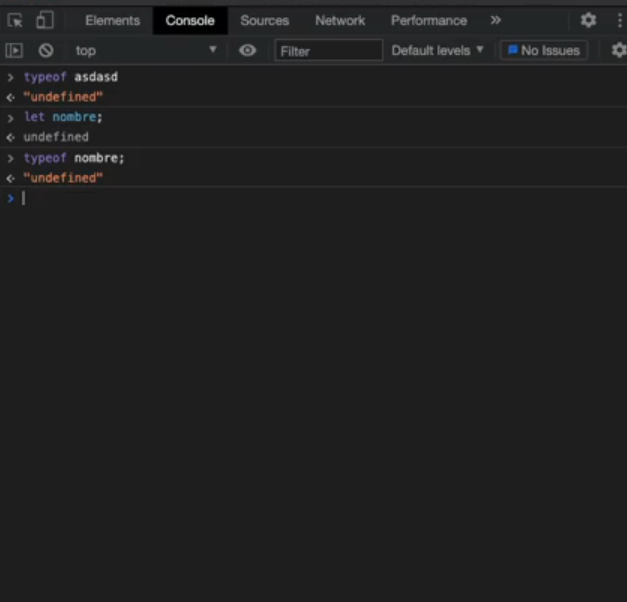 Elements Console Sources Network Performance »
top Filter Default levels No Issues
> typeof asdasd
"undefined"
> let nombre;
undefined
> typeof nombre;
"undefined"
>